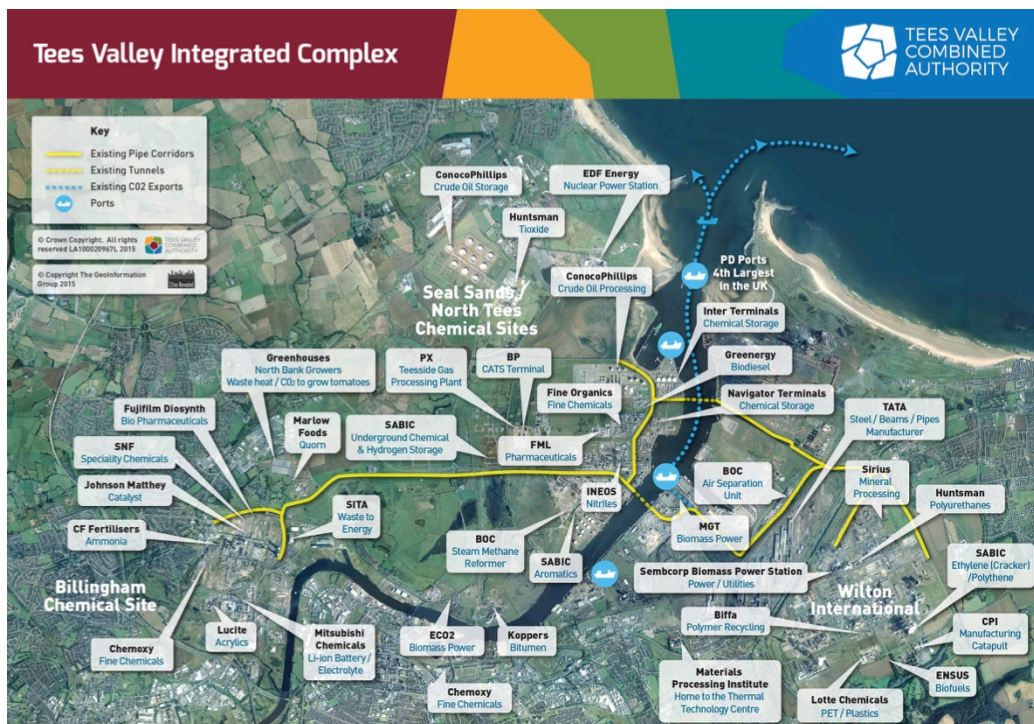 Tees Valley Integrated Complex
TEES VALLEY
COMBINED
AUTHORITY
Key
Existing Pipe Corridors
Existing Tunnels
Existing C02 Exports
Ports
© Crown Copyright. All rights
reserved LA100020967L 2015
TEES VALLEY
COMBINED
AUTHORITY
© Copyright The GeoInformation
Group 2015
Cities Revealed
ConocoPhillips
Crude Oil Storage
EDF Energy
Nuclear Power Station
Huntsman
Tioxide
ConocoPhillips
Crude Oil Processing
PD Ports
4th Largest
in the UK
Seal Sands /
North Tees
Chemical Sites
Inter Terminals
Chemical Storage
Greenergy
Biodiesel
Greenhouses
North Bank Growers
Waste heat / CO₂ to grow tomatoes
PX
Teesside Gas
Processing Plant
BP
CATS Terminal
Fine Organics
Fine Chemicals
Navigator Terminals
Chemical Storage
TATA
Steel / Beams / Pipes
Manufacturer
Fujifilm Diosynth
Bio Pharmaceuticals
Marlow
Foods
Quorn
SABIC
Underground Chemical
& Hydrogen Storage
FML
Pharmaceuticals
SNF
Speciality Chemicals
Johnson Matthey
Catalyst
CF Fertilisers
Ammonia
SITA
Waste to
Energy
INEOS
Nitriles
BOC
Air Separation
Unit
Sirius
Mineral
Processing
Huntsman
Polyurethanes
BOC
Steam Methane
Reformer
SABIC
Aromatics
MGT
Biomass Power
Sembcorp Biomass Power Station
Power / Utilities
SABIC
Ethylene (Cracker)
/Polythene
Billingham
Chemical Site
Wilton
International
Chemoxy
Fine Chemicals
Lucite
Acrylics
Mitsubishi
Chemicals
Li-ion Battery /
Electrolyte
ECO2
Biomass Power
Koppers
Bitumen
Chemoxy
Fine Chemicals
Biffa
Polymer Recycling
CPI
Manufacturing
Catapult
Materials
Processing Institute
Home to the Thermal
Technology Centre
Lotte Chemicals
PET / Plastics
ENSUS
Biofuels